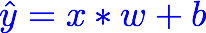 ŷ = x * w + b